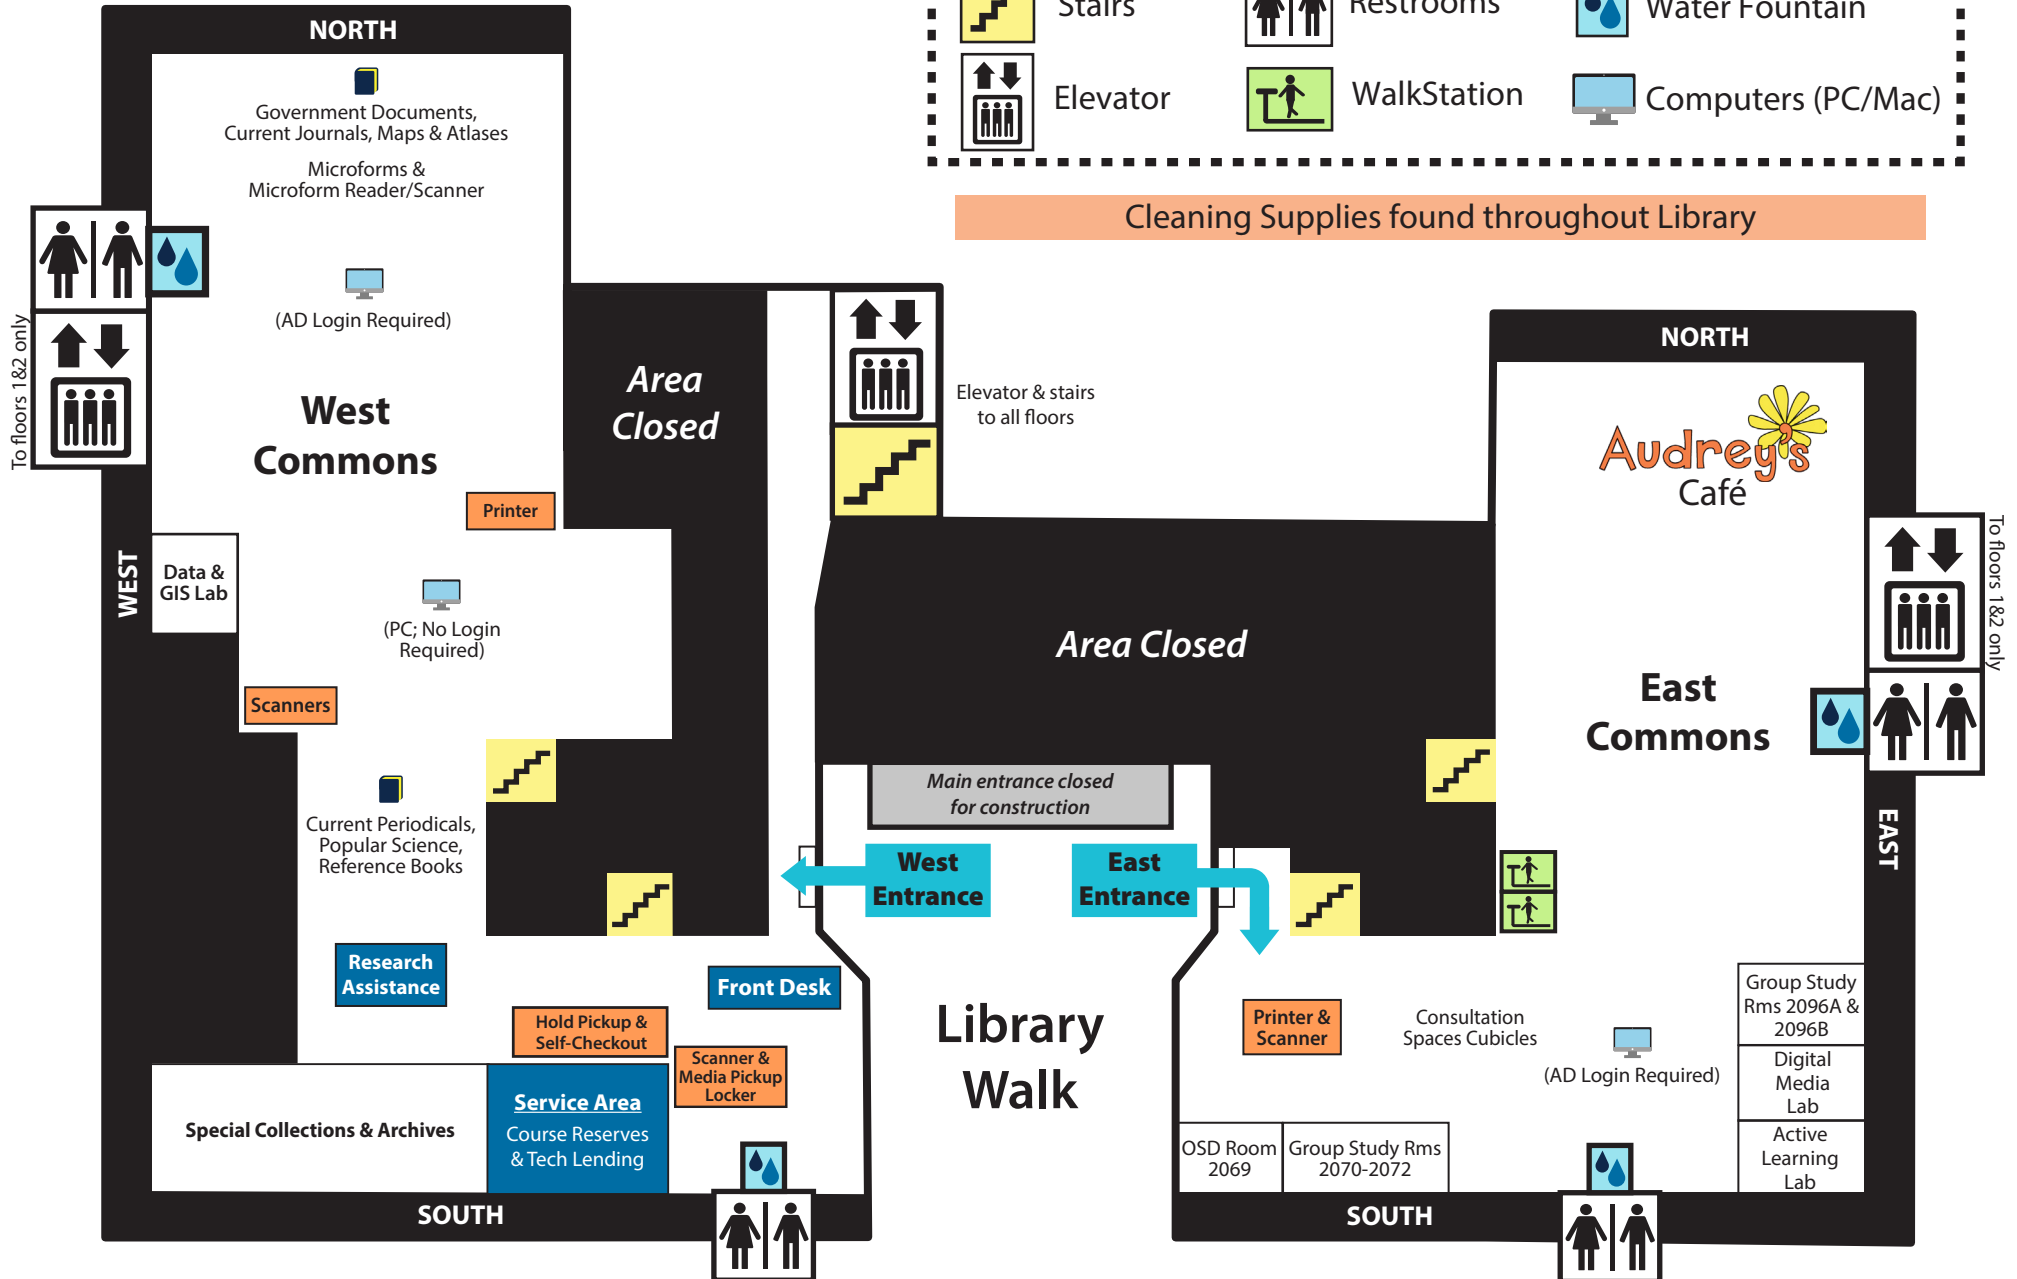 Stairs
Restrooms
Water Fountain
Elevator
WalkStation
Computers (PC/Mac)
Cleaning Supplies found throughout Library
NORTH
Government Documents,
Current Journals, Maps & Atlases
Microforms &
Microform Reader/Scanner
(AD Login Required)
To floors 1&2 only
West
Commons
Area
Closed
Elevator & stairs
to all floors
Printer
WEST
Data &
GIS Lab
(PC; No Login
Required)
Scanners
Current Periodicals,
Popular Science,
Reference Books
Research
Assistance
Front Desk
Hold Pickup &
Self-Checkout
Scanner &
Media Pickup
Locker
Special Collections & Archives
Service Area
Course Reserves
& Tech Lending
SOUTH
Area Closed
Main entrance closed
for construction
West
Entrance
East
Entrance
Library
Walk
NORTH
Audrey's
Café
To floors 1&2 only
East
Commons
EAST
Printer &
Scanner
Consultation
Spaces Cubicles
(AD Login Required)
Group Study
Rms 2096A &
2096B
Digital
Media
Lab
Active
Learning
Lab
OSD Room
2069
Group Study Rms
2070-2072
SOUTH